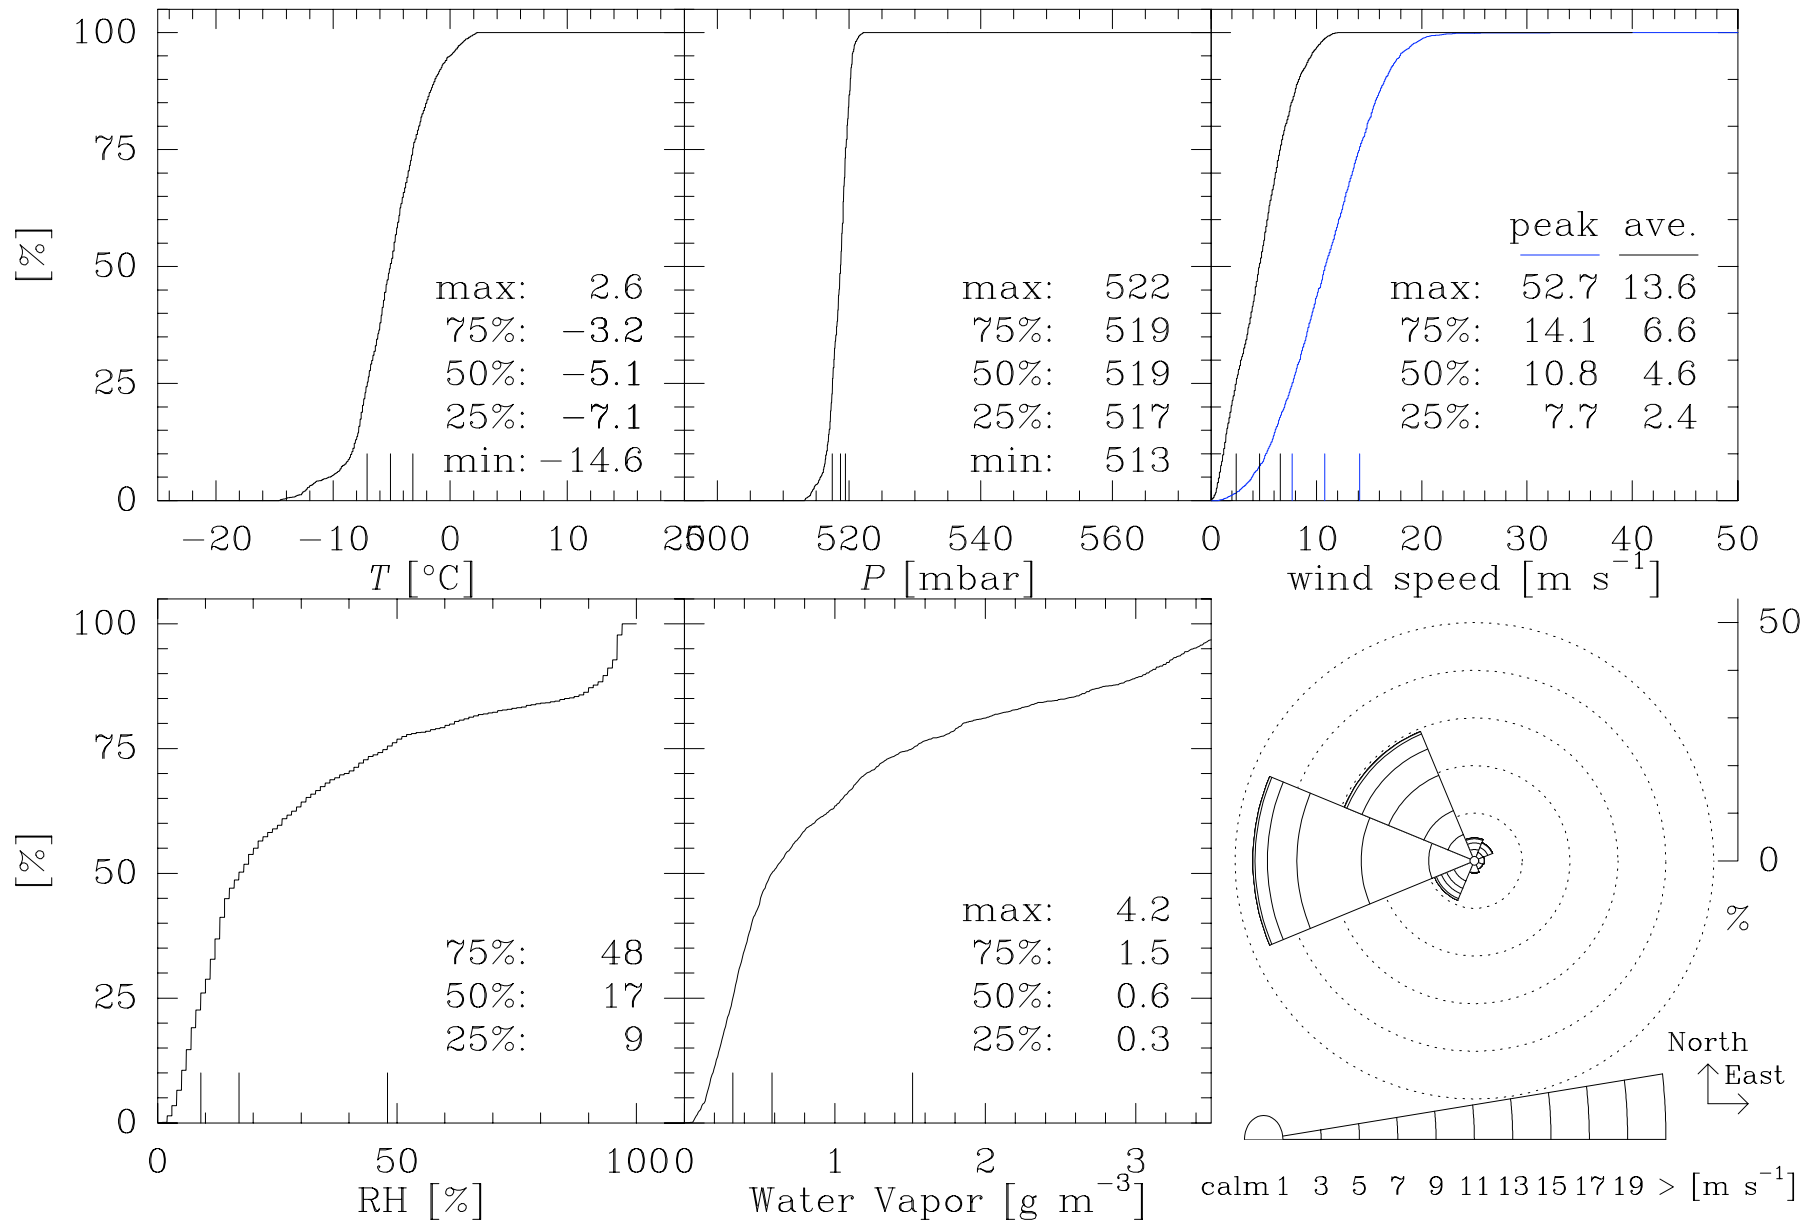 100
75
50
25
0
[%]
max: 2.6
75%: −3.2
50%: −5.1
25%: −7.1
min: −14.6
−20 −10 0 10 20
T [°C]
max: 522
75%: 519
50%: 519
25%: 517
min: 513
500 520 540 560
P [mbar]
peak ave.
max: 52.7 13.6
75%: 14.1 6.6
50%: 10.8 4.6
25%: 7.7 2.4
0 10 20 30 40 50
wind speed [m s−1]
100
75
50
25
0
[%]
75%: 48
50%: 17
25%: 9
0 50 100
RH [%]
max: 4.2
75%: 1.5
50%: 0.6
25%: 0.3
0 1 2 3
Water Vapor [g m−3]
50
0
%
North
East
calm 1 3 5 7 9 11 13 15 17 19 > [m s−1]